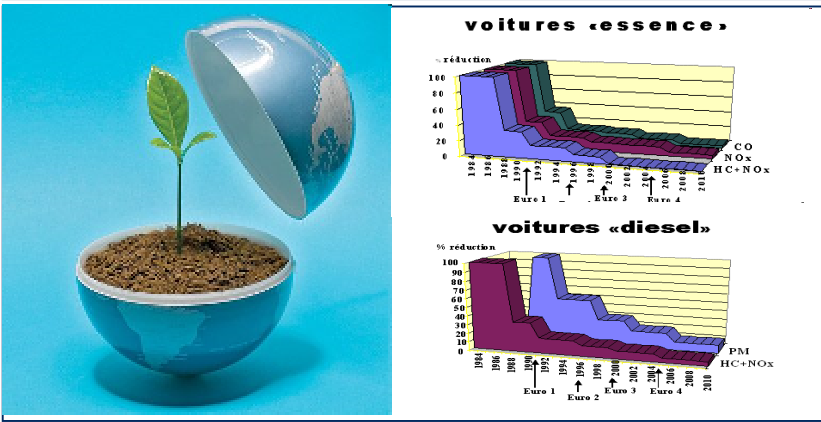 voitures «essence»
% réduction
100
80
60
40
20
0
1984
1986
1988
1990
1992
1994
1996
1998
2000
2002
2004
2006
2008
2010
CO
NOx
HC+NOx
Euro 1
Euro 3
Euro 4
voitures «diesel»
% réduction
100
90
80
70
60
50
40
30
20
10
0
1984
1986
1988
1990
1992
1994
1996
1998
2000
2002
2004
2006
2008
2010
PM
HC+NOx
Euro 1
Euro 2
Euro 3
Euro 4